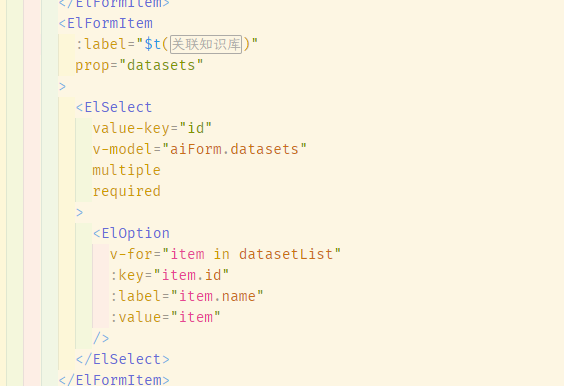 </ElFormItem>
<ElFormItem
:label="$t(关联知识库)"
prop="datasets"
>
<ElSelect
value-key="id"
v-model="aiForm.datasets"
multiple
required
>
<ElOption
v-for="item in datasetList"
:key="item.id"
:label="item.name"
:value="item"
/>
</ElSelect>
</ElFormItem>